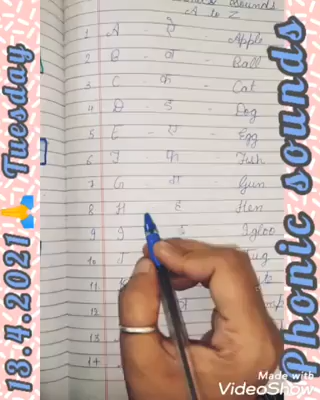 Sounds
A to Z
1 A - ऐ - Apple
2 B - ब - Ball
3 C - क - Cat
4 D - ड - Dog
5 E - ए - Egg
6 F - फ - Fish
7 G - ग - Gun
8 H ह - Hen
9 I - इ - Igloo
10
11
12
13
14
13.4.2021 🙏 Tuesday
Phonic sounds
Made with
VideoShow